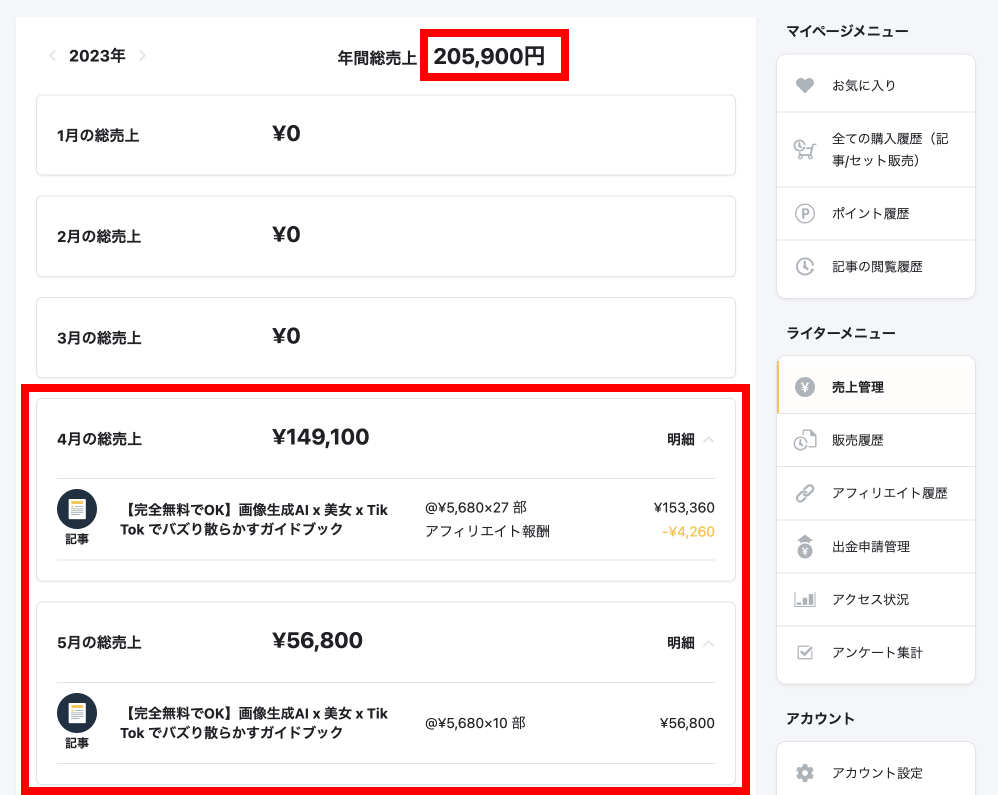 2023年
年間総売上 205,900円
1月の総売上 ¥0
2月の総売上 ¥0
3月の総売上 ¥0
4月の総売上 ¥149,100 明細
記事
【完全無料でOK】画像生成AI x 美女 x Tik
Tok でバズり散らかすガイドブック
@¥5,680×27 部 ¥153,360
アフィリエイト報酬 -¥4,260
5月の総売上 ¥56,800 明細
記事
【完全無料でOK】画像生成AI x 美女 x Tik
Tok でバズり散らかすガイドブック
@¥5,680×10 部 ¥56,800
マイページメニュー
お気に入り
全ての購入履歴（記
事/セット販売）
ポイント履歴
記事の閲覧履歴
ライターメニュー
売上管理
販売履歴
アフィリエイト履歴
出金申請管理
アクセス状況
アンケート集計
アカウント
アカウント設定